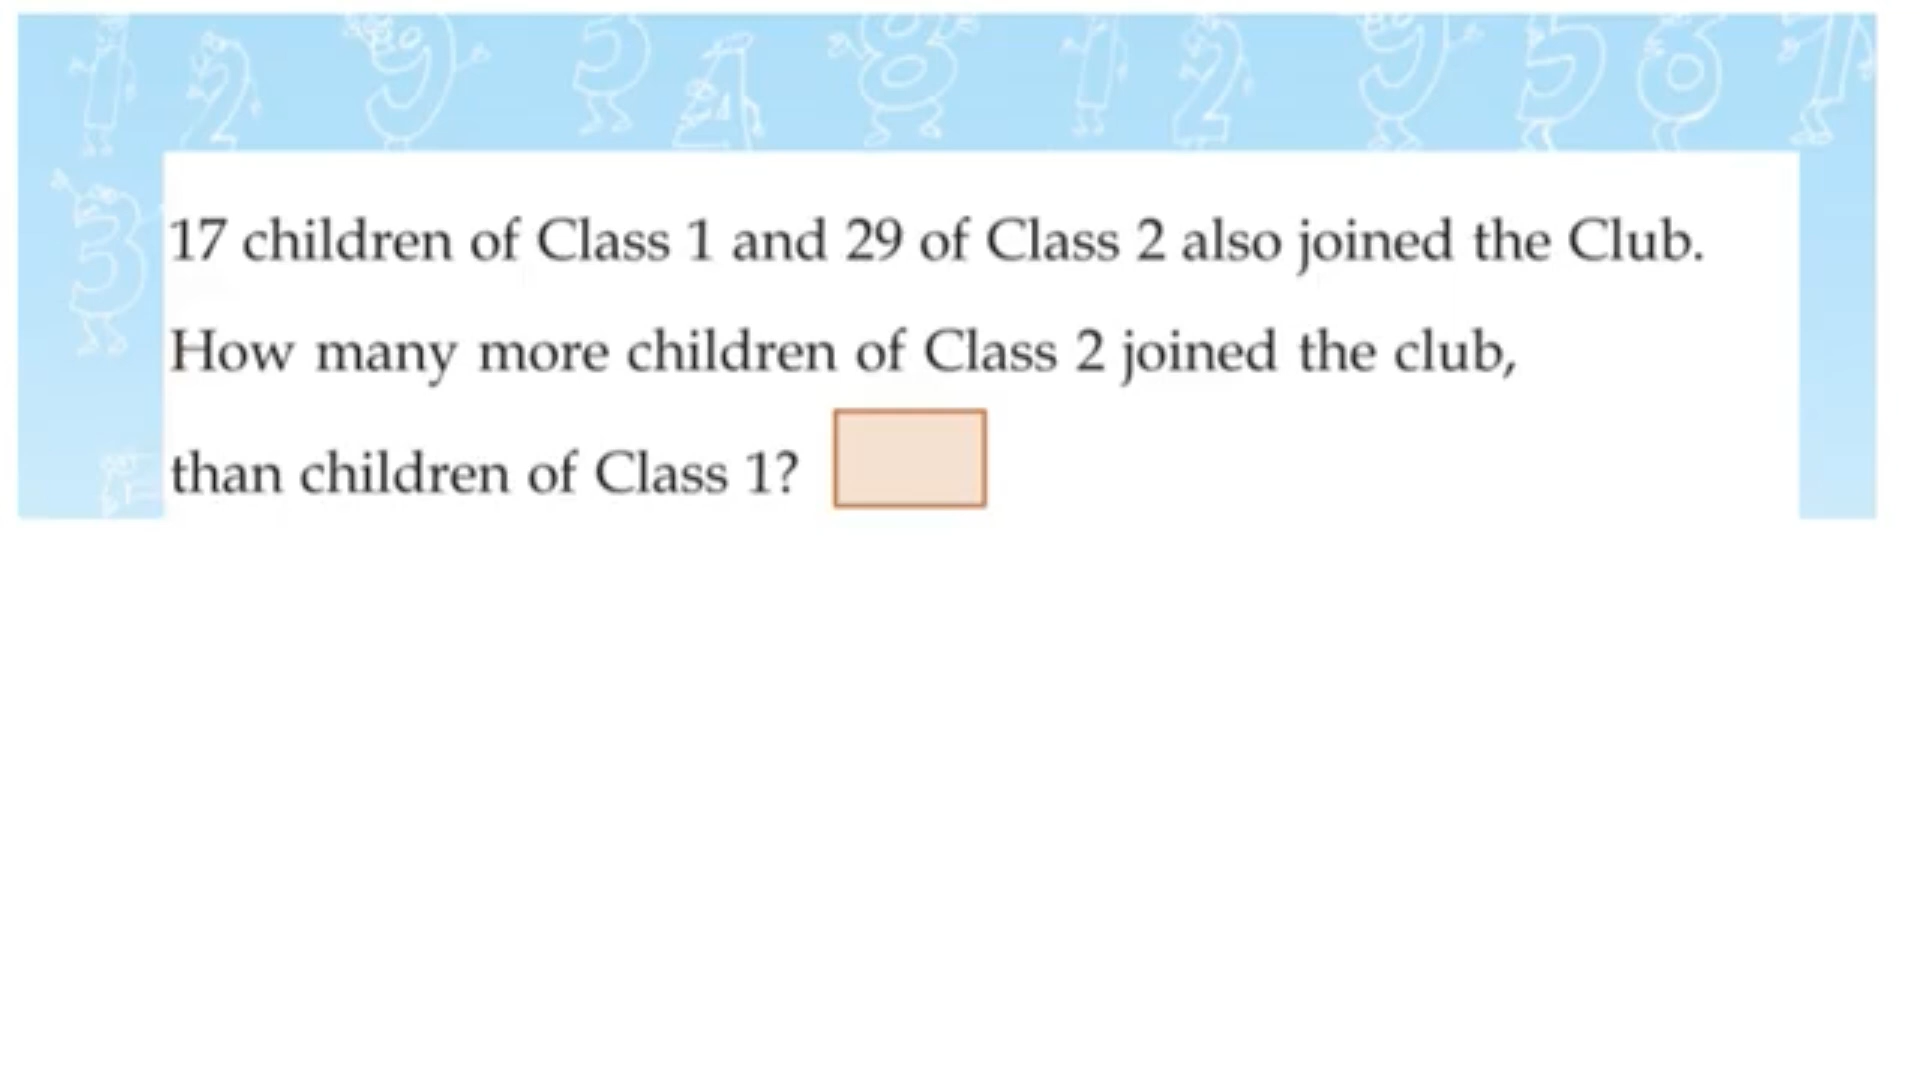 17 children of Class 1 and 29 of Class 2 also joined the Club.
How many more children of Class 2 joined the club,
than children of Class 1?